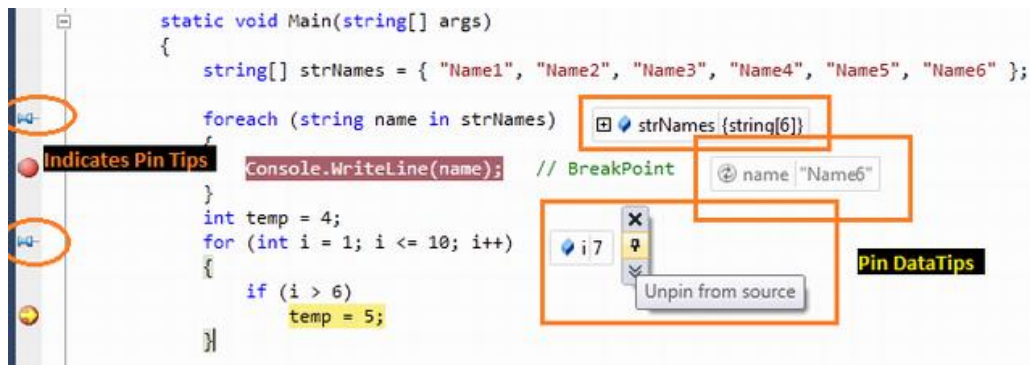 static void Main(string[] args)
{
string[] strNames = { "Name1", "Name2", "Name3", "Name4", "Name5", "Name6" };
foreach (string name in strNames)
strNames {string[6]}
{
Indicates Pin Tips
Console.WriteLine(name); // BreakPoint
name "Name6"
}
int temp = 4;
for (int i = 1; i <= 10; i++)
i 7
{
Pin DataTips
Unpin from source
if (i > 6)
temp = 5;
}